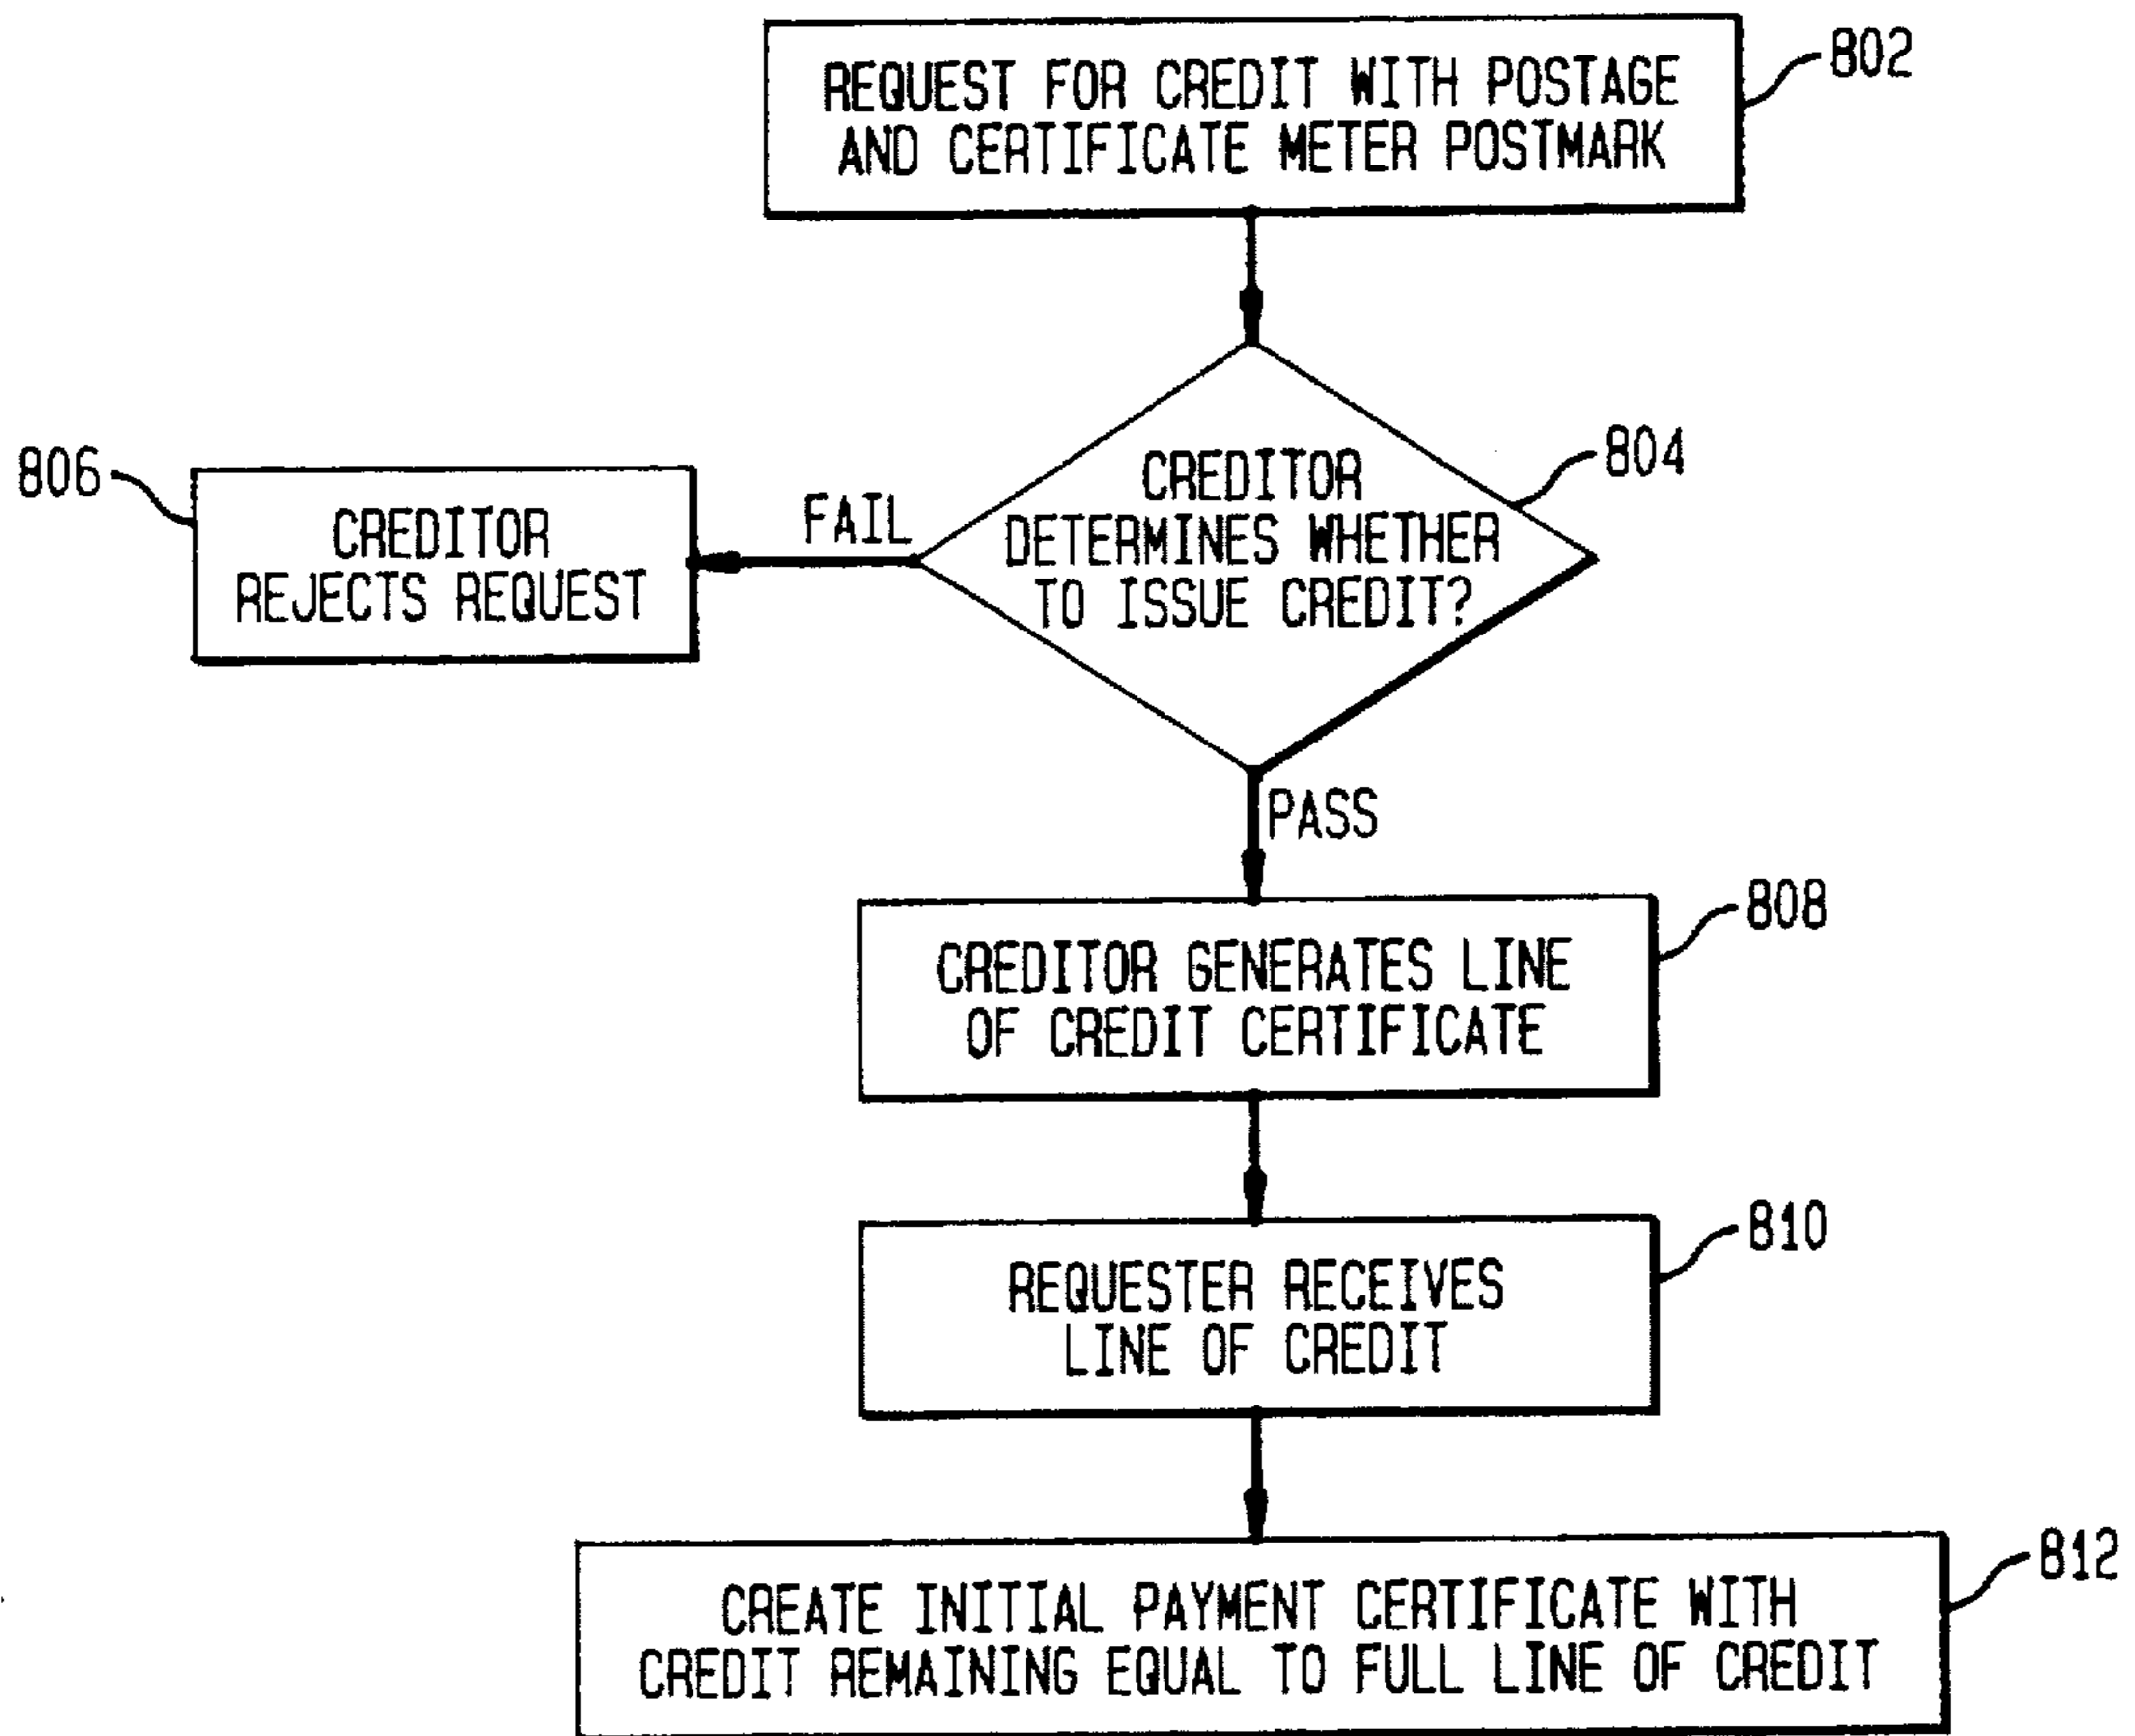 REQUEST FOR CREDIT WITH POSTAGE
AND CERTIFICATE METER POSTMARK
802
CREDITOR
DETERMINES WHETHER
TO ISSUE CREDIT?
804
FAIL
806
CREDITOR
REJECTS REQUEST
PASS
CREDITOR GENERATES LINE
OF CREDIT CERTIFICATE
808
REQUESTER RECEIVES
LINE OF CREDIT
810
CREATE INITIAL PAYMENT CERTIFICATE WITH
CREDIT REMAINING EQUAL TO FULL LINE OF CREDIT
812